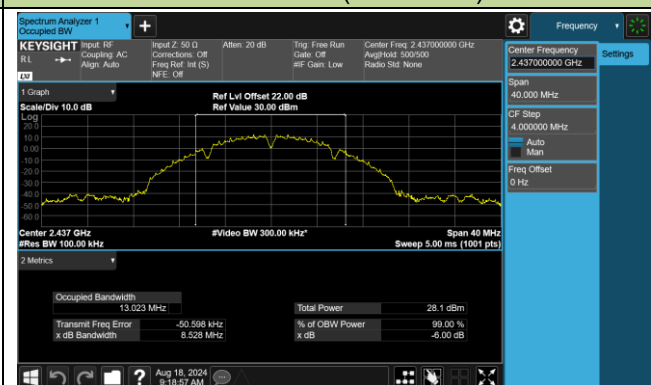 Spectrum Analyzer 1
Occupied BW
+
Frequency
KEYSIGHT
R L
LXI
Input: RF
Coupling: AC
Align: Auto
Input Z: 50 Ω
Corrections: Off
Freq Ref: Int (S)
NFE: Off
Atten: 20 dB
Trig: Free Run
Gate: Off
#IF Gain: Low
Center Freq: 2.437000000 GHz
Avg|Hold: 500/500
Radio Std: None
Center Frequency
2.437000000 GHz
Settings
Span
40.000 MHz
CF Step
4.000000 MHz
Auto
Man
Freq Offset
0 Hz
1 Graph
Scale/Div 10.0 dB
Ref Lvl Offset 22.00 dB
Ref Value 30.00 dBm
Log
20.0
10.0
0.00
-10.0
-20.0
-30.0
-40.0
-50.0
-60.0
Center 2.437 GHz
#Res BW 100.00 kHz
#Video BW 300.00 kHz*
Span 40 MHz
Sweep 5.00 ms (1001 pts)
2 Metrics
Occupied Bandwidth
13.023 MHz
Total Power 28.1 dBm
Transmit Freq Error -50.598 kHz
% of OBW Power 99.00 %
x dB Bandwidth 8.528 MHz
x dB -6.00 dB
?
Aug 18, 2024
9:18:57 AM